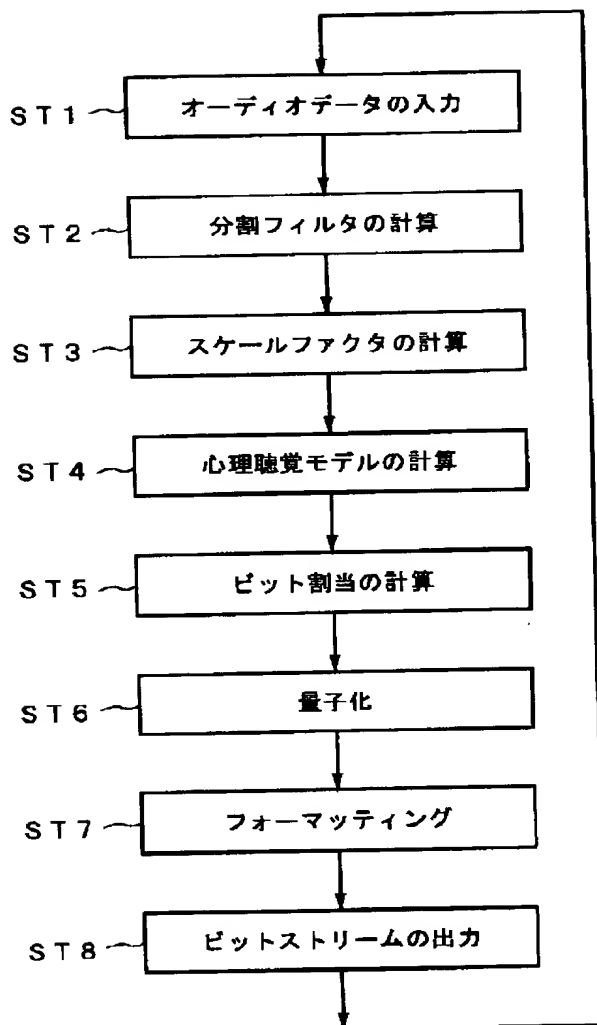 ST1 オーディオデータの入力
ST2 分割フィルタの計算
ST3 スケールファクタの計算
ST4 心理聴覚モデルの計算
ST5 ビット割当の計算
ST6 量子化
ST7 フォーマッティング
ST8 ビットストリームの出力